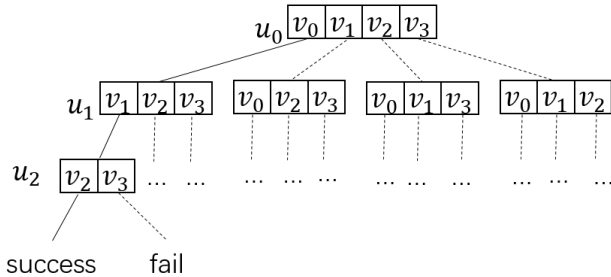 u₀ v₀ v₁ v₂ v₃
u₁ v₁ v₂ v₃ v₀ v₂ v₃ v₀ v₁ v₃ v₀ v₁ v₂
u₂ v₂ v₃ ... ... ... ... ... ... ... ... ... ... ...
success fail